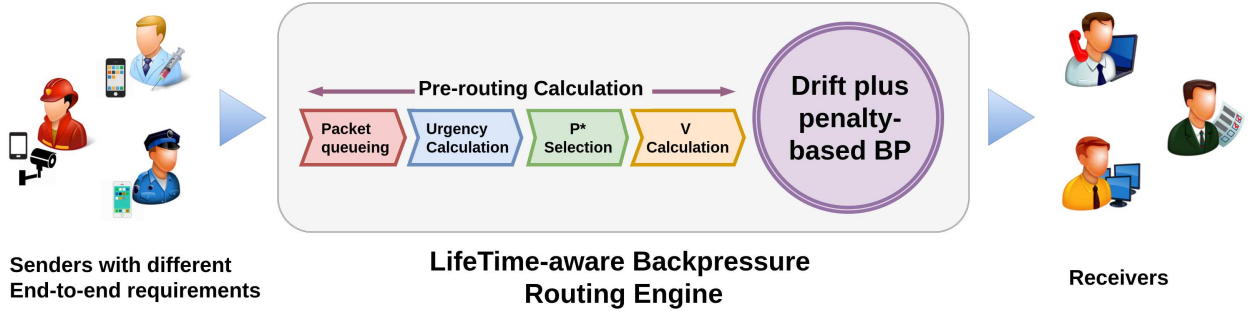 Pre-routing Calculation
Packet
queueing
Urgency
Calculation
P*
Selection
V
Calculation
Drift plus
penalty-
based BP
Senders with different
End-to-end requirements
LifeTime-aware Backpressure
Routing Engine
Receivers